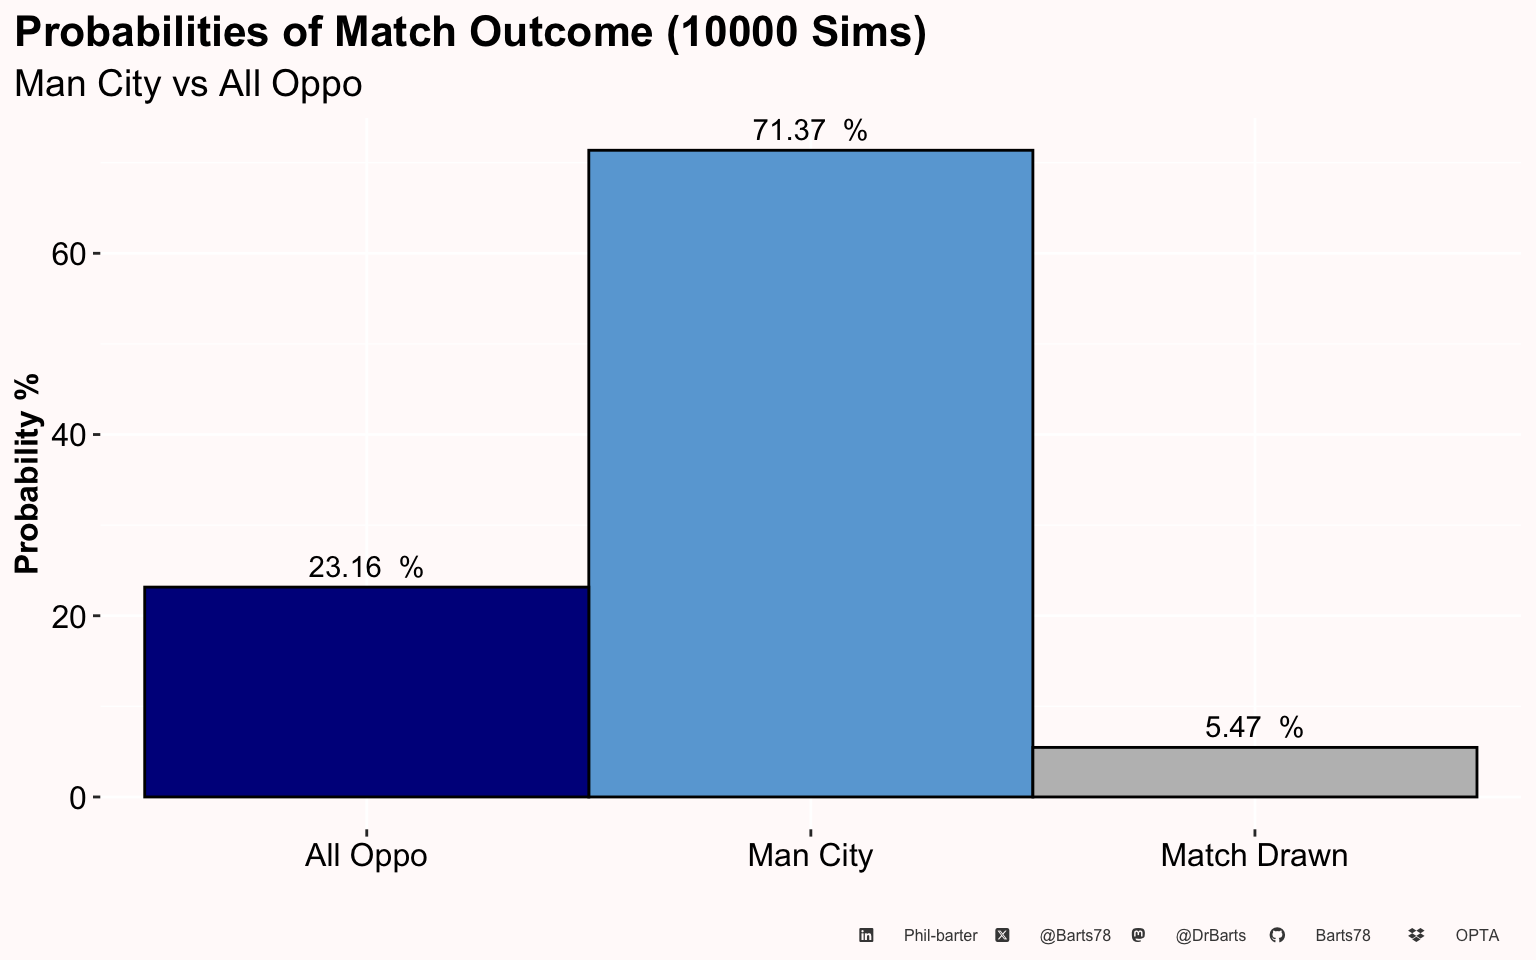 Probabilities of Match Outcome (10000 Sims)
Man City vs All Oppo
71.37  %
60
Probability %
40
23.16  %
20
5.47  %
0
All Oppo
Man City
Match Drawn
Phil-barter @Barts78 @DrBarts Barts78 OPTA